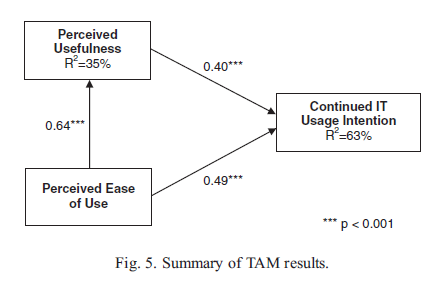 Perceived
Usefulness
R²=35%
0.40***
Continued IT
Usage Intention
R²=63%
0.64***
0.49***
Perceived Ease
of Use
*** p < 0.001
Fig. 5. Summary of TAM results.